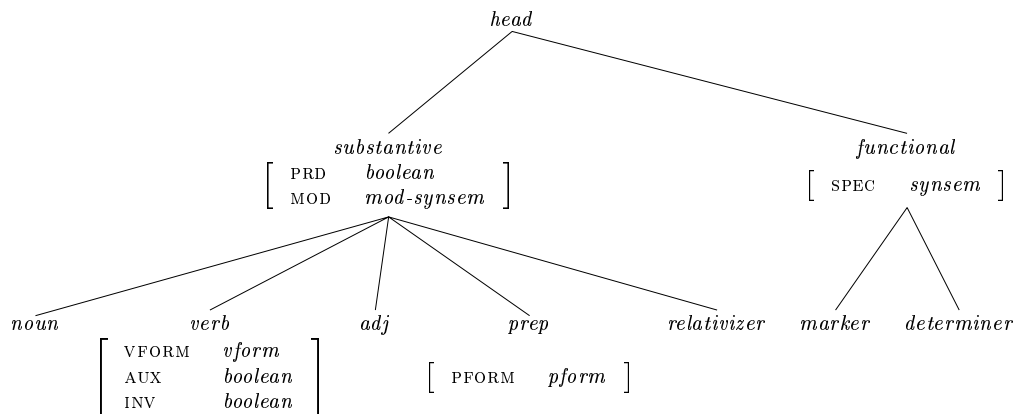 head
substantive functional
PRD boolean SPEC synsem
MOD mod-synsem
noun verb adj prep relativizer marker determiner
VFORM vform
AUX boolean PFORM pform
INV boolean